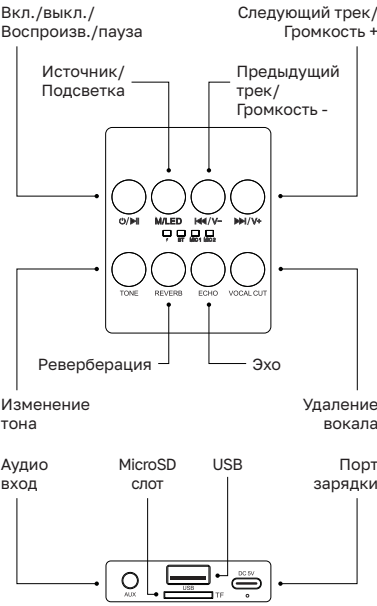 Вкл./выкл./
Воспроизв./пауза
Следующий трек/
Громкость +
Источник/
Подсветка
Предыдущий
трек/
Громкость -
⏻/▶II M/LED I◀◀/V- ▶▶I/V+
BT MIC1 MIC2
TONE REVERB ECHO VOCAL CUT
Реверберация
Эхо
Изменение
тона
Удаление
вокала
Аудио
вход
MicroSD
слот
USB
Порт
зарядки
AUX
USB
TF
DC 5V